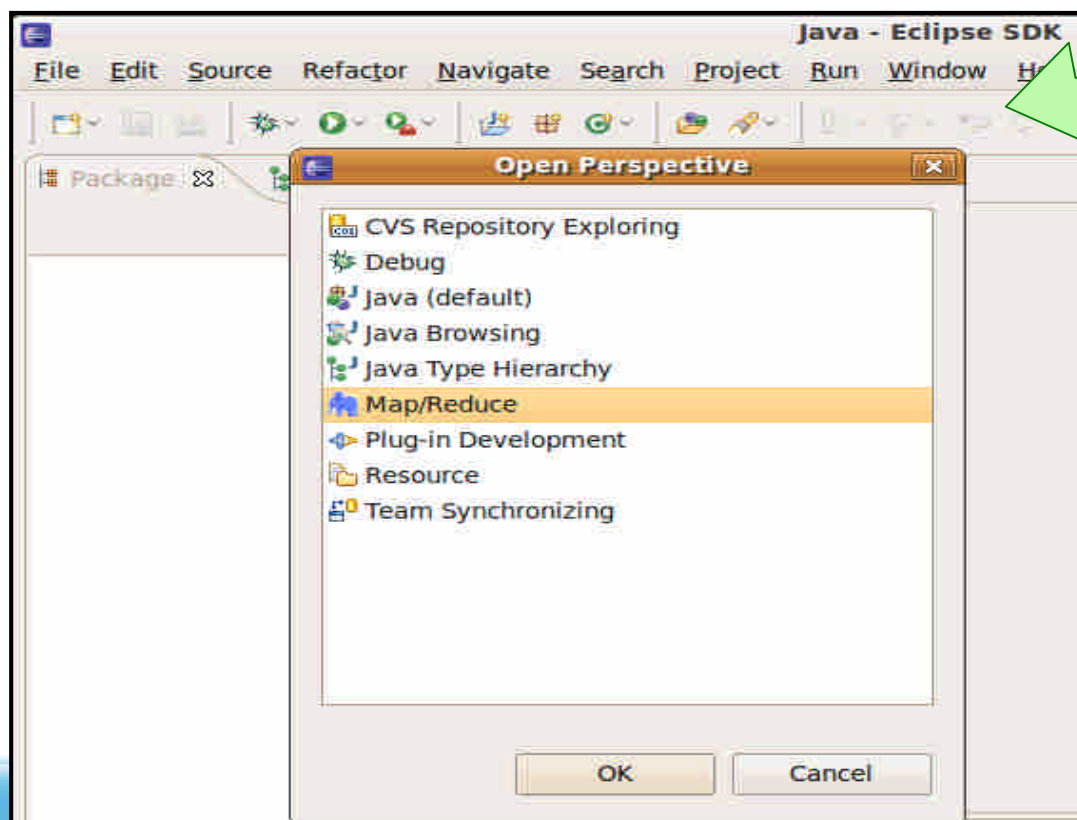 Java - Eclipse SDK
File Edit Source Refactor Navigate Search Project Run Window
Package
Open Perspective
CVS Repository Exploring
Debug
Java (default)
Java Browsing
Java Type Hierarchy
Map/Reduce
Plug-in Development
Resource
Team Synchronizing
OK Cancel